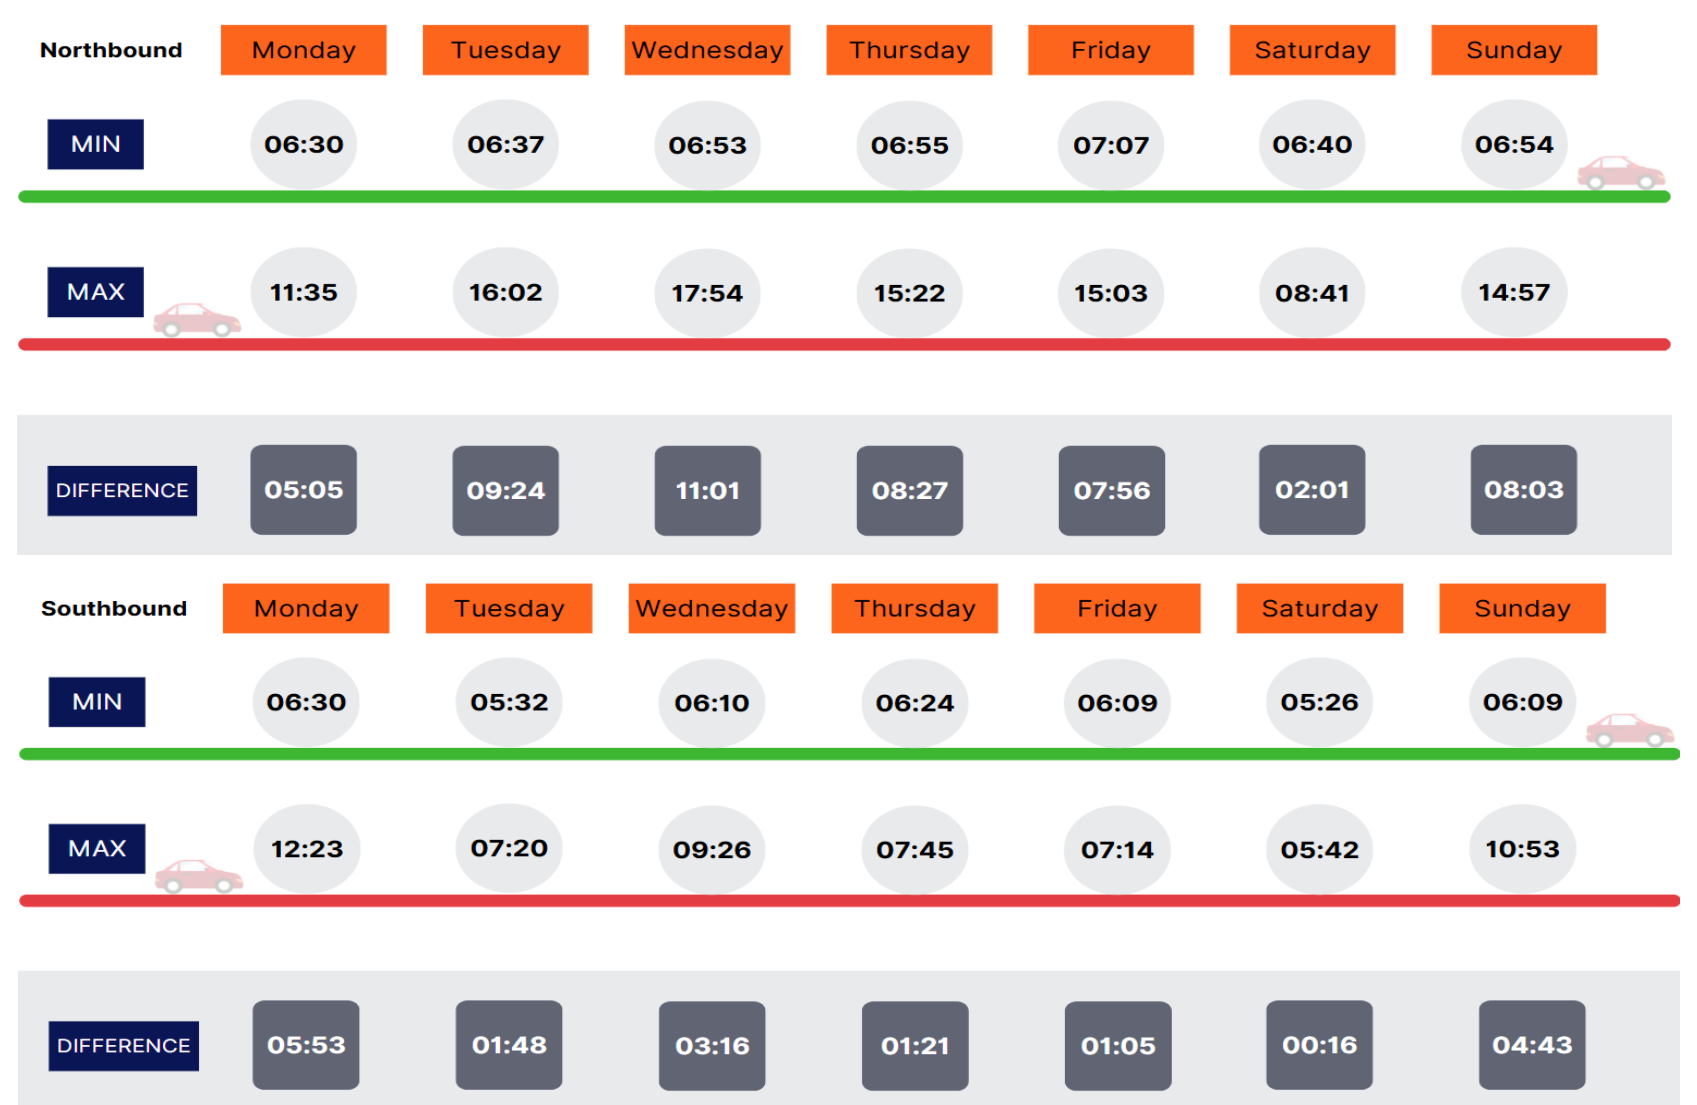 Northbound Monday Tuesday Wednesday Thursday Friday Saturday Sunday
MIN 06:30 06:37 06:53 06:55 07:07 06:40 06:54
MAX 11:35 16:02 17:54 15:22 15:03 08:41 14:57
DIFFERENCE 05:05 09:24 11:01 08:27 07:56 02:01 08:03
Southbound Monday Tuesday Wednesday Thursday Friday Saturday Sunday
MIN 06:30 05:32 06:10 06:24 06:09 05:26 06:09
MAX 12:23 07:20 09:26 07:45 07:14 05:42 10:53
DIFFERENCE 05:53 01:48 03:16 01:21 01:05 00:16 04:43